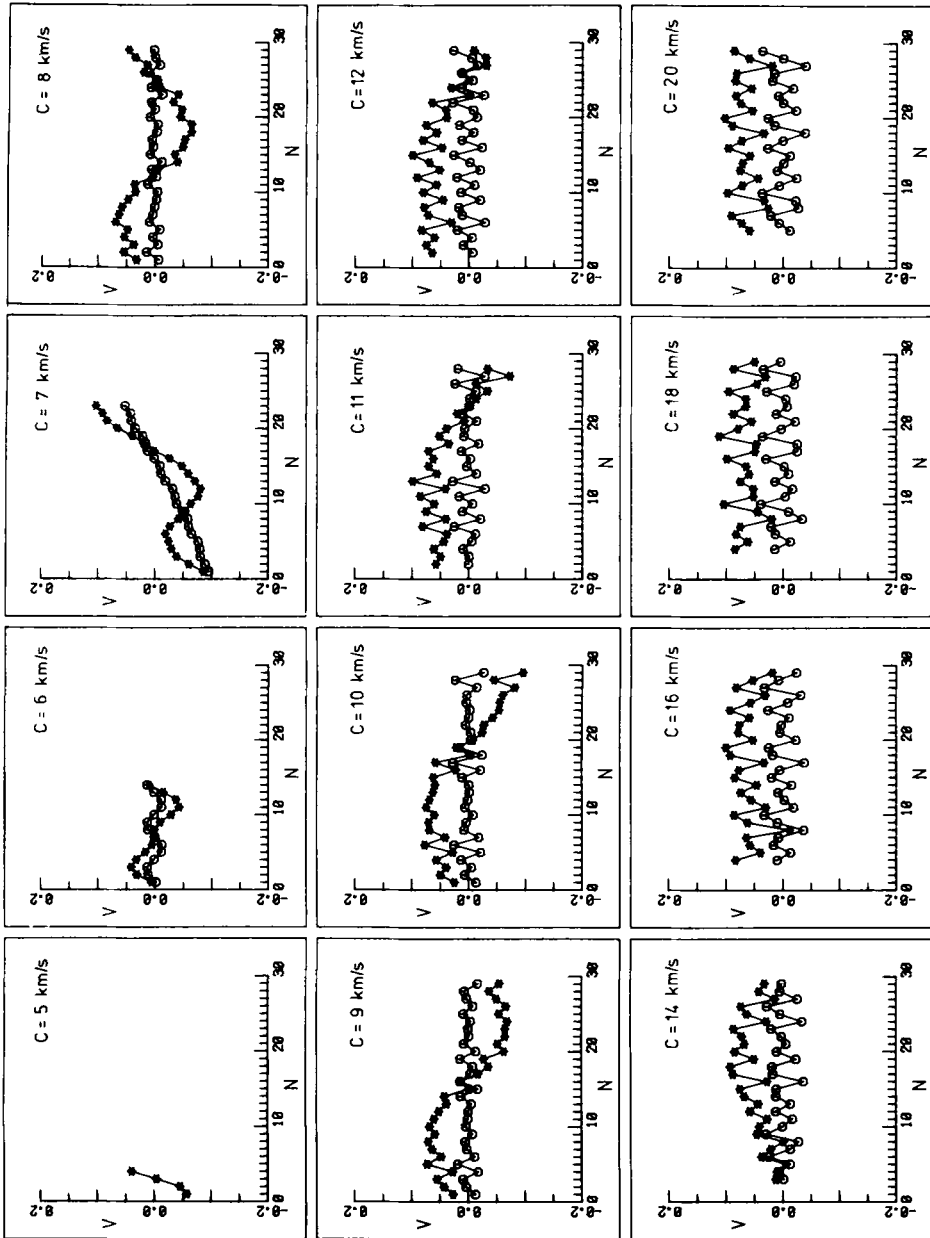 C = 5 km/s
0.2
V
0.0
-0.2
0 10 20 30
N
C = 6 km/s
0.2
V
0.0
-0.2
0 10 20 30
N
C = 7 km/s
0.2
V
0.0
-0.2
0 10 20 30
N
C = 8 km/s
0.2
V
0.0
-0.2
0 10 20 30
N
C = 9 km/s
0.2
V
0.0
-0.2
0 10 20 30
N
C = 10 km/s
0.2
V
0.0
-0.2
0 10 20 30
N
C = 11 km/s
0.2
V
0.0
-0.2
0 10 20 30
N
C = 12 km/s
0.2
V
0.0
-0.2
0 10 20 30
N
C = 14 km/s
0.2
V
0.0
-0.2
0 10 20 30
N
C = 16 km/s
0.2
V
0.0
-0.2
0 10 20 30
N
C = 18 km/s
0.2
V
0.0
-0.2
0 10 20 30
N
C = 20 km/s
0.2
V
0.0
-0.2
0 10 20 30
N